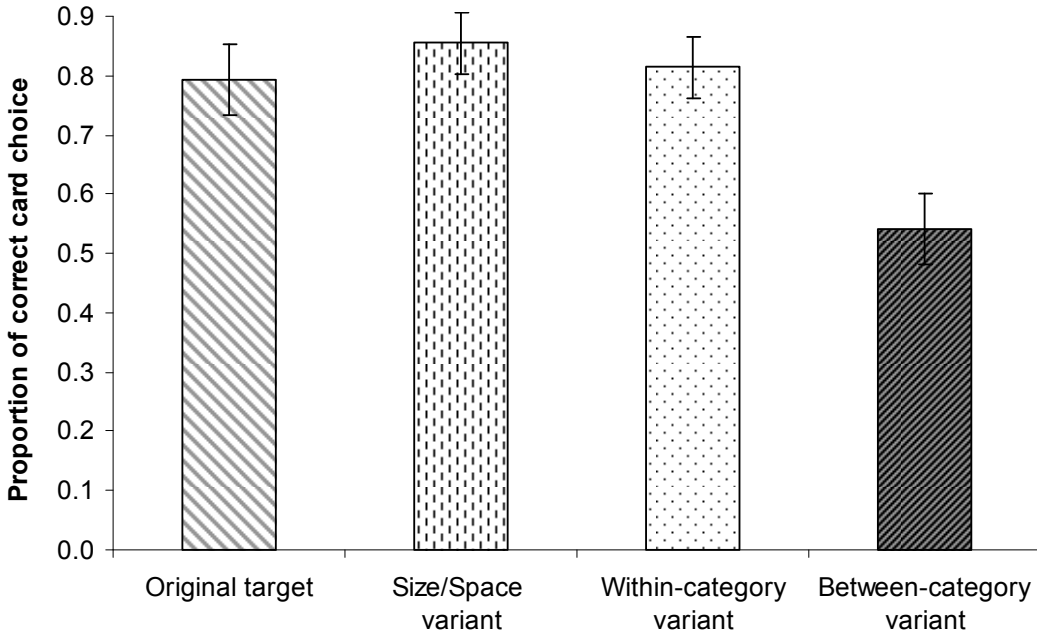 Proportion of correct card choice
0.9
0.8
0.7
0.6
0.5
0.4
0.3
0.2
0.1
0.0
Original target
Size/Space
variant
Within-category
variant
Between-category
variant